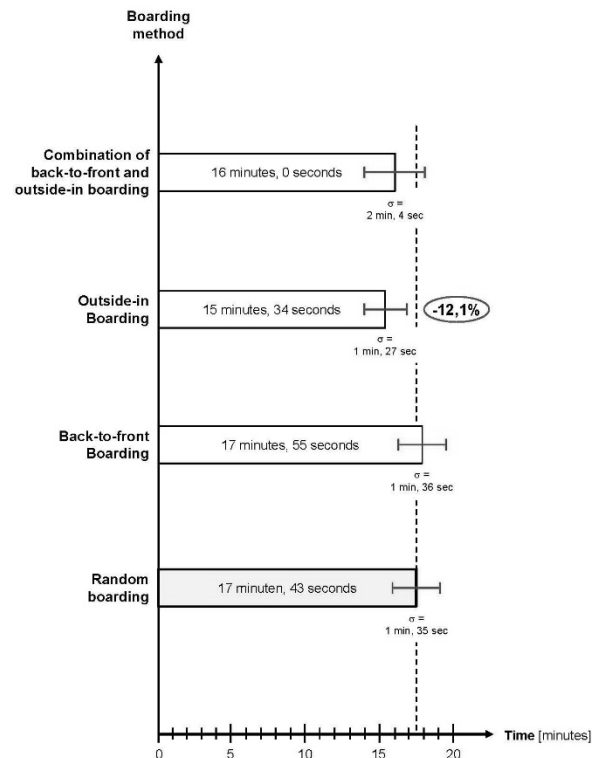 Boarding
method
Combination of
back-to-front and
outside-in boarding
16 minutes, 0 seconds
σ =
2 min, 4 sec
Outside-in
Boarding
15 minutes, 34 seconds
-12,1%
σ =
1 min, 27 sec
Back-to-front
Boarding
17 minutes, 55 seconds
σ =
1 min, 36 sec
Random
boarding
17 minuten, 43 seconds
σ =
1 min, 35 sec
0 5 10 15 20
Time [minutes]